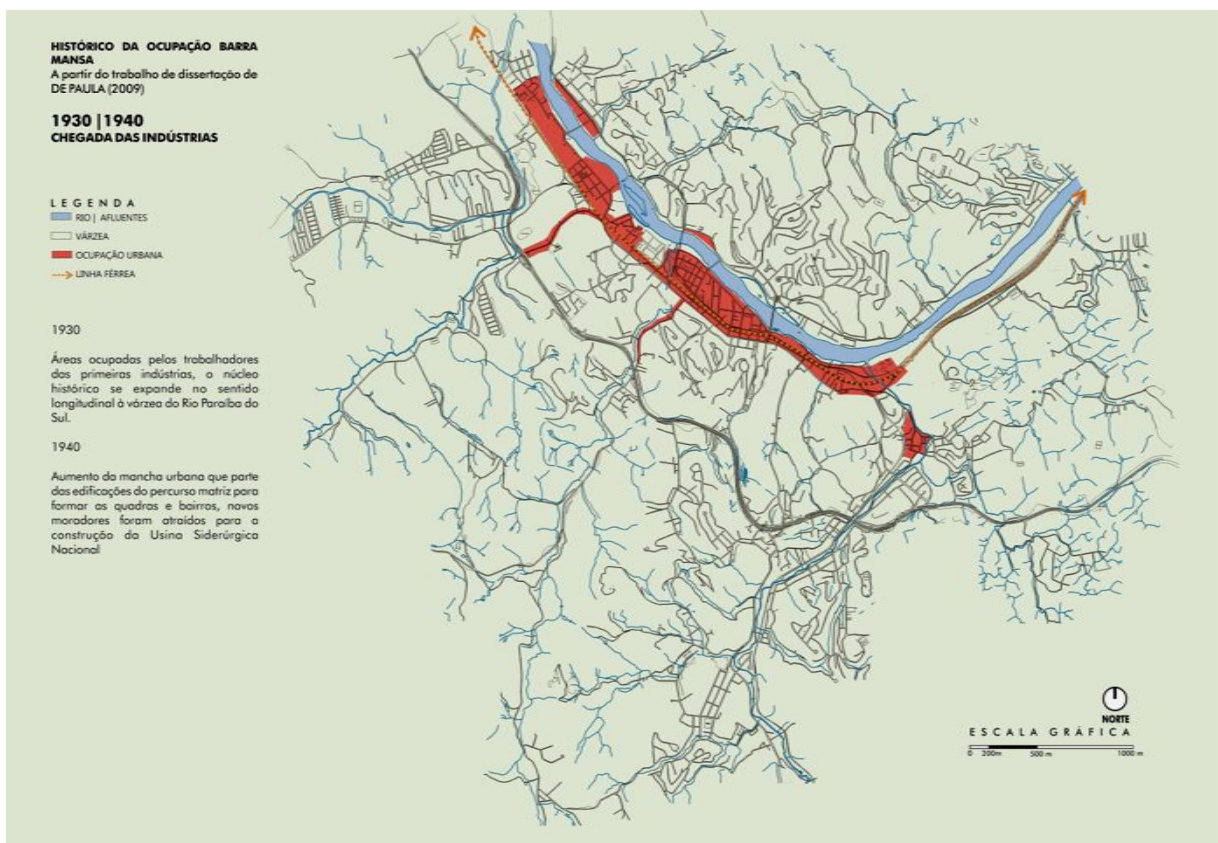 HISTÓRICO DA OCUPAÇÃO BARRA
MANSA
A partir do trabalho de dissertação de
DE PAULA (2009)
1930 |1940
CHEGADA DAS INDÚSTRIAS
LEGENDA
RIO | AFLUENTES
VÁRZEA
OCUPAÇÃO URBANA
LINHA FÉRREA
1930
Áreas ocupadas pelos trabalhadores
das primeiras indústrias, o núcleo
histórico se expande no sentido
longitudinal à várzea do Rio Paraíba do
Sul.
1940
Aumento da mancha urbana que parte
das edificações do percurso matriz para
formar as quadras e bairros, novos
moradores foram atraídos para a
construção da Usina Siderúrgica
Nacional
NORTE
ESCALA GRÁFICA
0 200m 500 m 1000 m